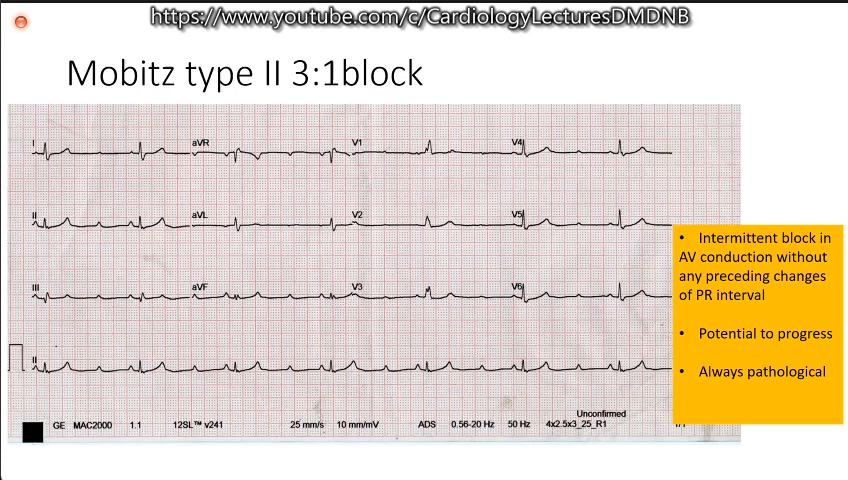 https://www.youtube.com/c/CardiologyLecturesDMDNB
Mobitz type II 3:1block
I aVR V1 V4
II aVL V2 V5
III aVF V3 V6
II
• Intermittent block in
AV conduction without
any preceding changes
of PR interval
• Potential to progress
• Always pathological
Unconfirmed
GE MAC2000 1.1 12SL™ v241 25 mm/s 10 mm/mV ADS 0.56-20 Hz 50 Hz 4x2.5x3_25_R1